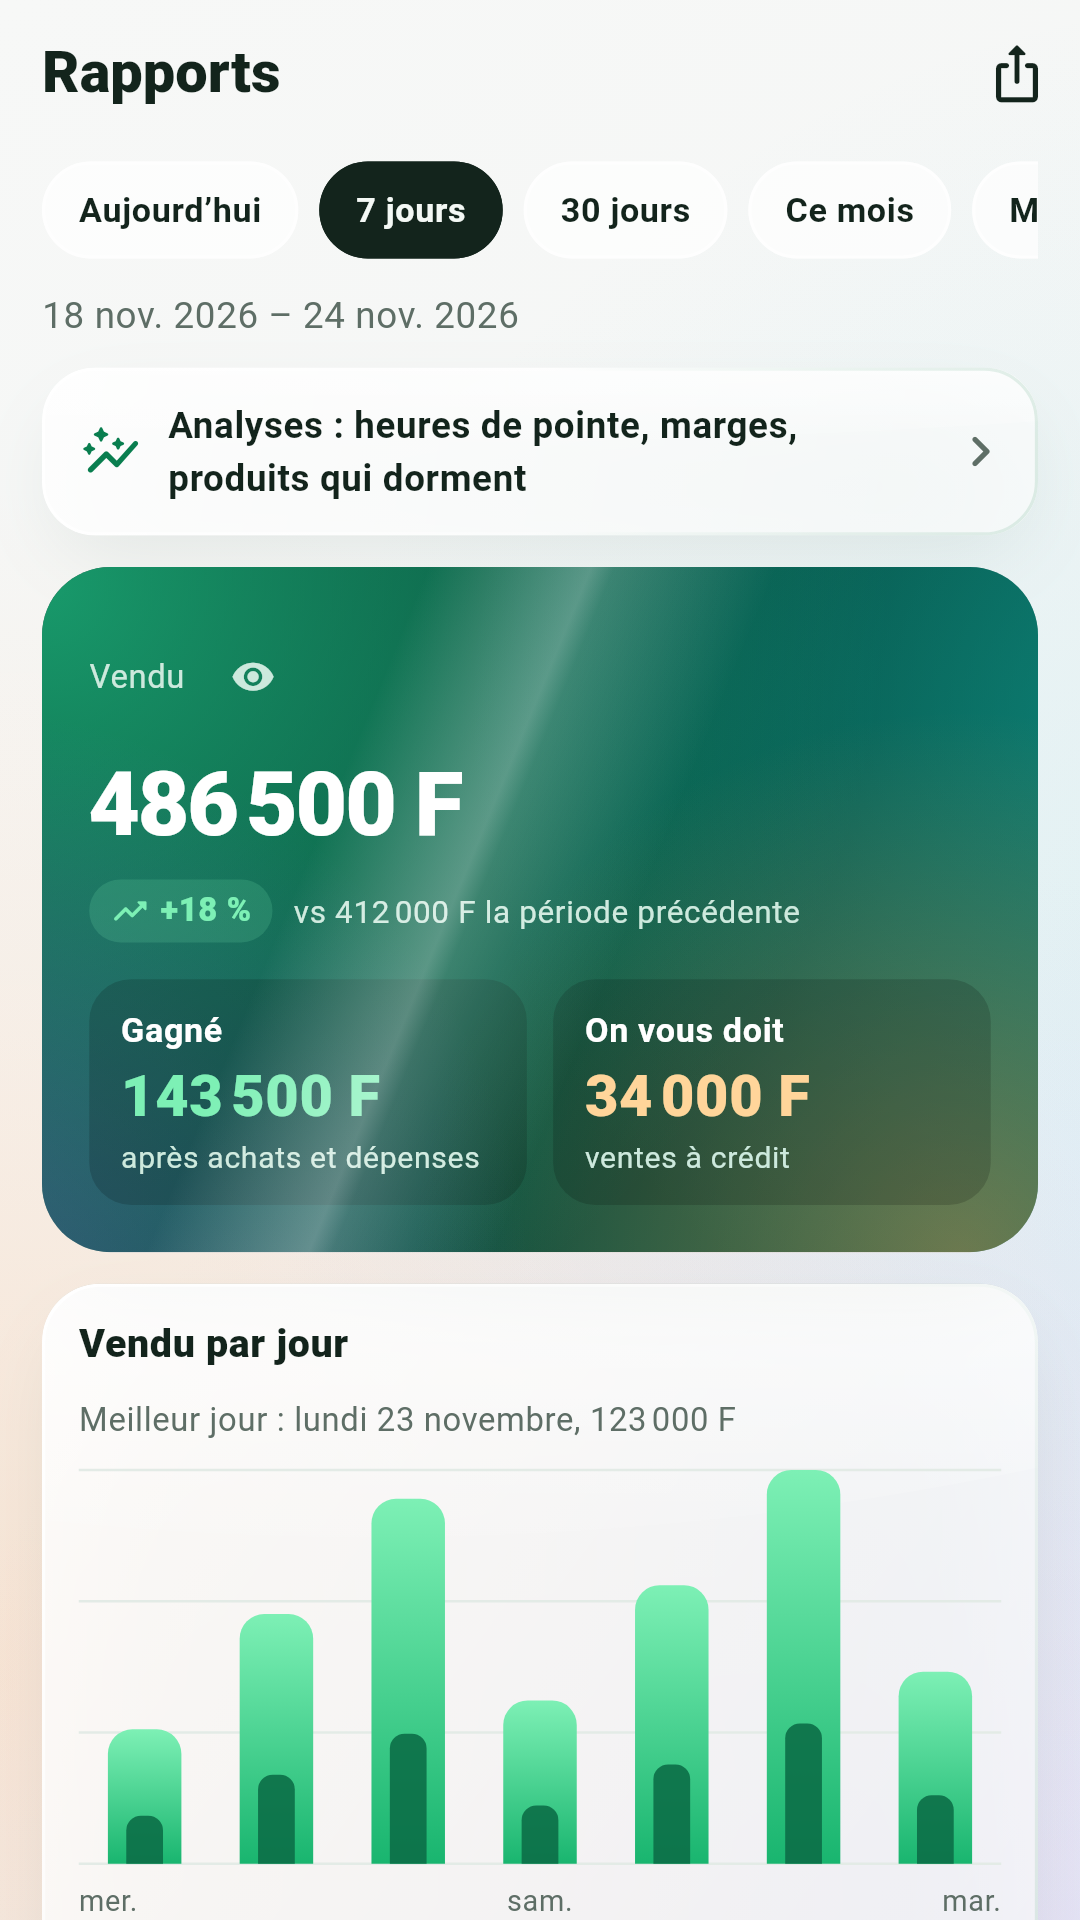 Rapports
Aujourd’hui
7 jours
30 jours
Ce mois
M
18 nov. 2026 – 24 nov. 2026
Analyses : heures de pointe, marges,
produits qui dorment
Vendu
486 500 F
+18 %
vs 412 000 F la période précédente
Gagné
143 500 F
après achats et dépenses
On vous doit
34 000 F
ventes à crédit
Vendu par jour
Meilleur jour : lundi 23 novembre, 123 000 F
mer.
sam.
mar.